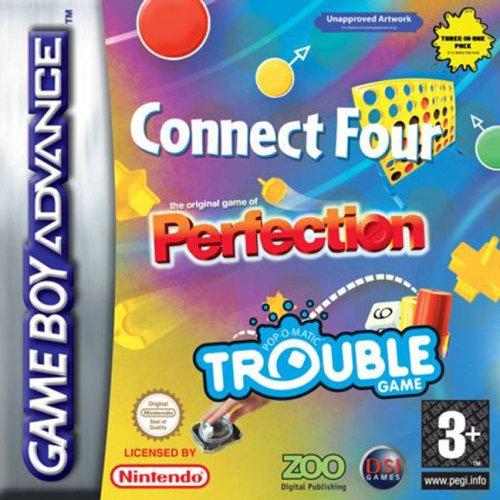 GAME BOY ADVANCE
Unapproved Artwork
THREE-IN-ONE
PACK
Connect Four
the original game of
Perfection
POP-O-MATIC
TROUBLE
GAME
6
Original
Nintendo
Seal of
Quality
LICENSED BY
Nintendo
ZOO
Digital Publishing
DSI
GAMES
3+
www.pegi.info